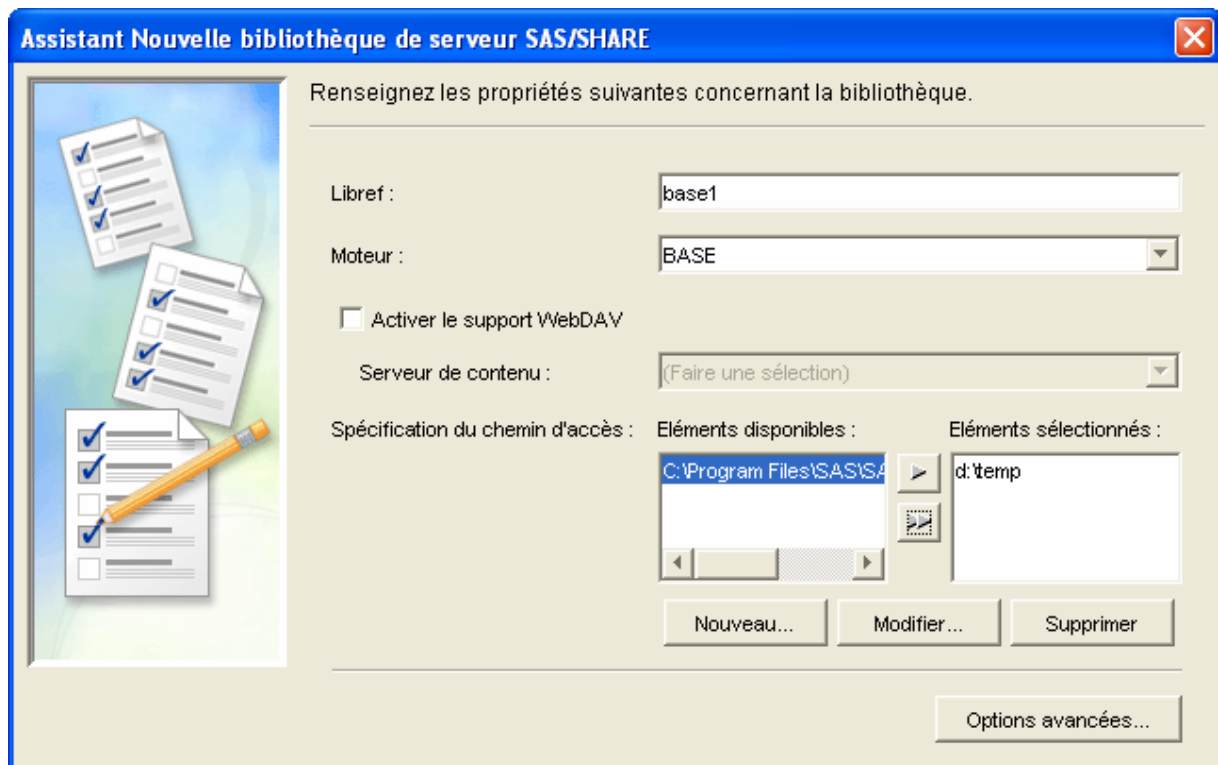 Assistant Nouvelle bibliothèque de serveur SAS/SHARE
Renseignez les propriétés suivantes concernant la bibliothèque.
Libref : base1
Moteur : BASE
Activer le support WebDAV
Serveur de contenu : (Faire une sélection)
Spécification du chemin d'accès : Eléments disponibles : Eléments sélectionnés :
C:\Program Files\SAS\SA d:\temp
Nouveau... Modifier... Supprimer
Options avancées...